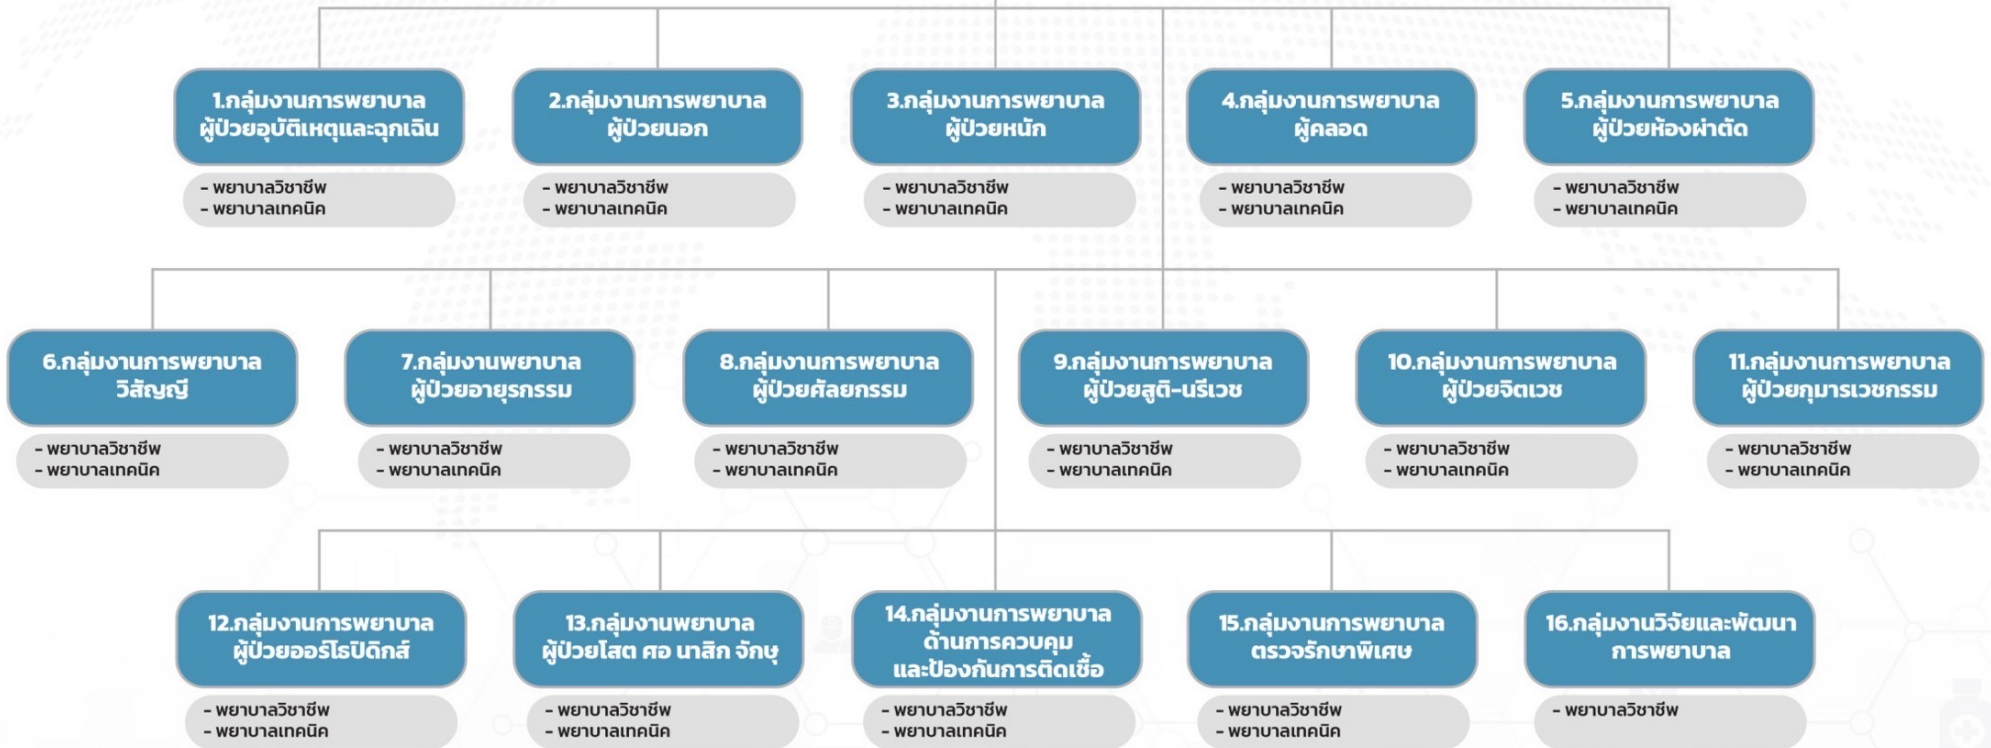 1.กลุ่มงานการพยาบาล
ผู้ป่วยอุบัติเหตุและฉุกเฉิน
- พยาบาลวิชาชีพ
- พยาบาลเทคนิค
2.กลุ่มงานการพยาบาล
ผู้ป่วยนอก
- พยาบาลวิชาชีพ
- พยาบาลเทคนิค
3.กลุ่มงานการพยาบาล
ผู้ป่วยหนัก
- พยาบาลวิชาชีพ
- พยาบาลเทคนิค
4.กลุ่มงานการพยาบาล
ผู้คลอด
- พยาบาลวิชาชีพ
- พยาบาลเทคนิค
5.กลุ่มงานการพยาบาล
ผู้ป่วยห้องผ่าตัด
- พยาบาลวิชาชีพ
- พยาบาลเทคนิค
6.กลุ่มงานการพยาบาล
วิสัญญี
- พยาบาลวิชาชีพ
- พยาบาลเทคนิค
7.กลุ่มงานพยาบาล
ผู้ป่วยอายุรกรรม
- พยาบาลวิชาชีพ
- พยาบาลเทคนิค
8.กลุ่มงานการพยาบาล
ผู้ป่วยศัลยกรรม
- พยาบาลวิชาชีพ
- พยาบาลเทคนิค
9.กลุ่มงานการพยาบาล
ผู้ป่วยสูติ-นรีเวช
- พยาบาลวิชาชีพ
- พยาบาลเทคนิค
10.กลุ่มงานการพยาบาล
ผู้ป่วยจิตเวช
- พยาบาลวิชาชีพ
- พยาบาลเทคนิค
11.กลุ่มงานการพยาบาล
ผู้ป่วยกุมารเวชกรรม
- พยาบาลวิชาชีพ
- พยาบาลเทคนิค
12.กลุ่มงานการพยาบาล
ผู้ป่วยออร์โธปิดิกส์
- พยาบาลวิชาชีพ
- พยาบาลเทคนิค
13.กลุ่มงานพยาบาล
ผู้ป่วยโสต ศอ นาสิก จักษุ
- พยาบาลวิชาชีพ
- พยาบาลเทคนิค
14.กลุ่มงานการพยาบาล
ด้านการควบคุม
และป้องกันการติดเชื้อ
- พยาบาลวิชาชีพ
- พยาบาลเทคนิค
15.กลุ่มงานการพยาบาล
ตรวจรักษาพิเศษ
- พยาบาลวิชาชีพ
- พยาบาลเทคนิค
16.กลุ่มงานวิจัยและพัฒนา
การพยาบาล
- พยาบาลวิชาชีพ